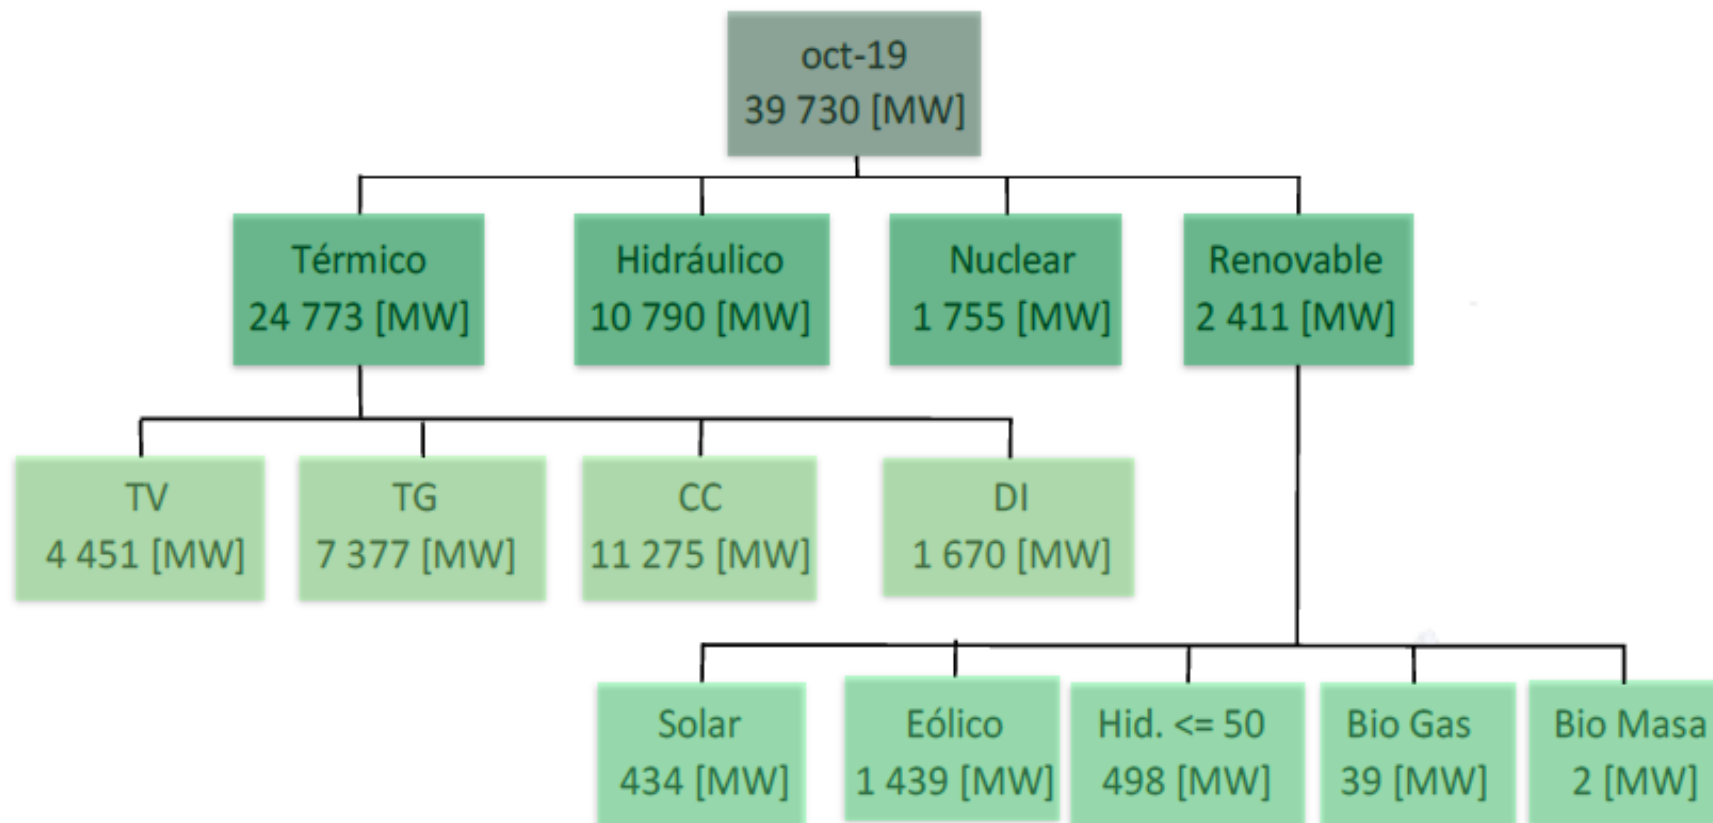 oct-19
39 730 [MW]
Térmico
24 773 [MW]
Hidráulico
10 790 [MW]
Nuclear
1 755 [MW]
Renovable
2 411 [MW]
TV
4 451 [MW]
TG
7 377 [MW]
CC
11 275 [MW]
DI
1 670 [MW]
Solar
434 [MW]
Eólico
1 439 [MW]
Hid. <= 50
498 [MW]
Bio Gas
39 [MW]
Bio Masa
2 [MW]